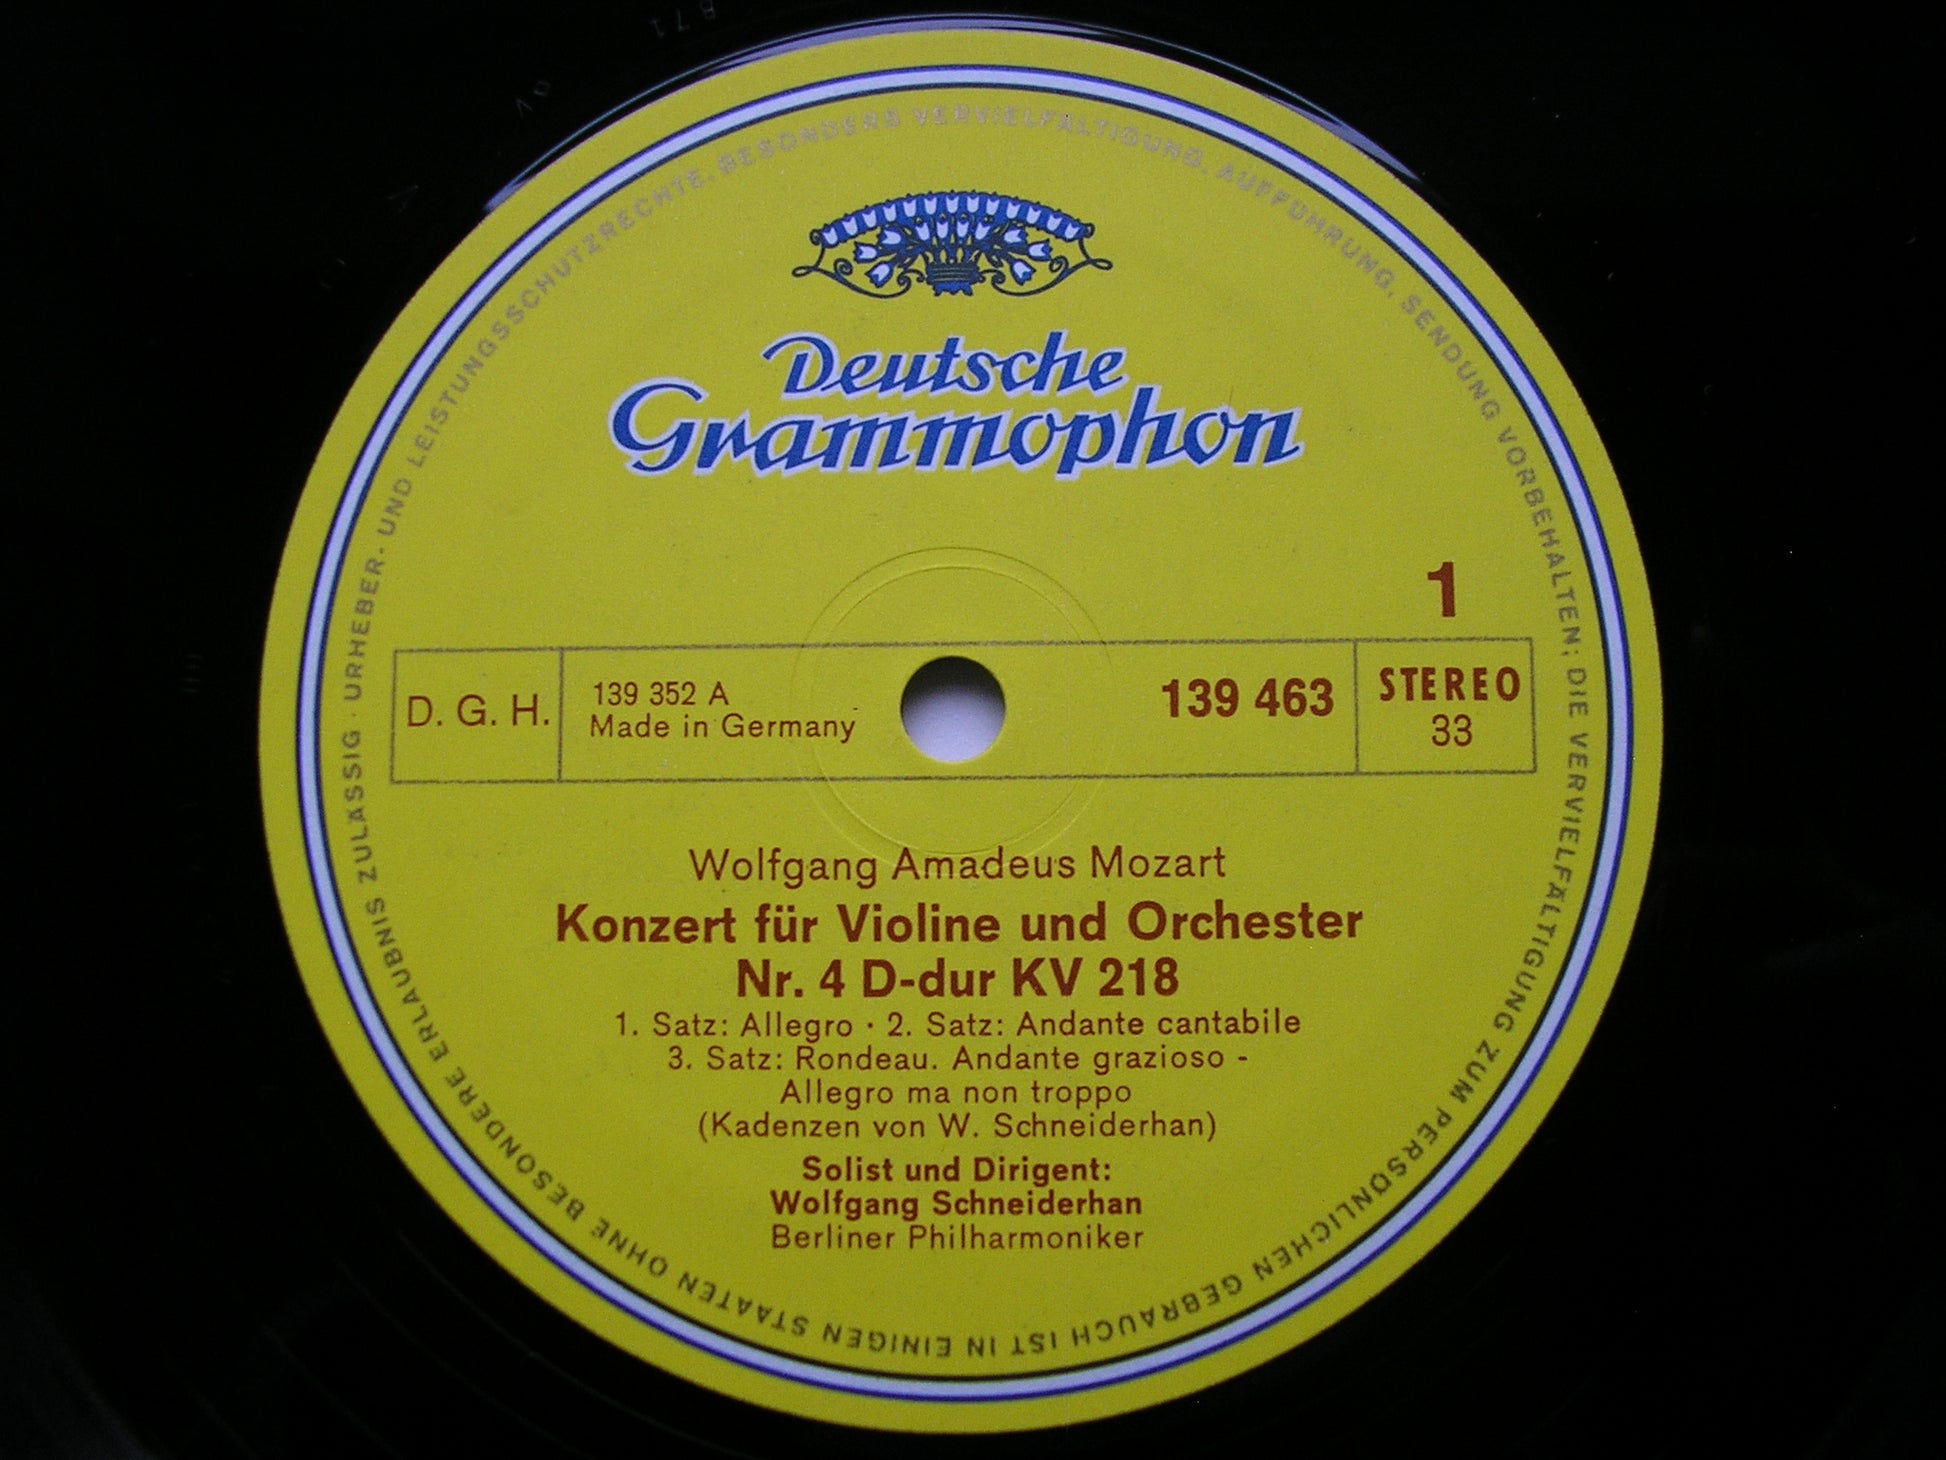 Deutsche
Grammophon
1
D. G. H.
139 352 A
Made in Germany
139 463
STEREO
33
Wolfgang Amadeus Mozart
Konzert für Violine und Orchester
Nr. 4 D-dur KV 218
1. Satz: Allegro · 2. Satz: Andante cantabile
3. Satz: Rondeau. Andante grazioso -
Allegro ma non troppo
(Kadenzen von W. Schneiderhan)
Solist und Dirigent:
Wolfgang Schneiderhan
Berliner Philharmoniker
URHEBER- UND LEISTUNGSSCHUTZRECHTE, BESONDERS VERVIELFÄLTIGUNG, AUFFÜHRUNG, SENDUNG VORBEHALTEN; DIE VERVIELFÄLTIGUNG ZUM PERSÖNLICHEN GEBRAUCH IST IN EINIGEN STAATEN OHNE BESONDERE ERLAUBNIS ZULÄSSIG ·